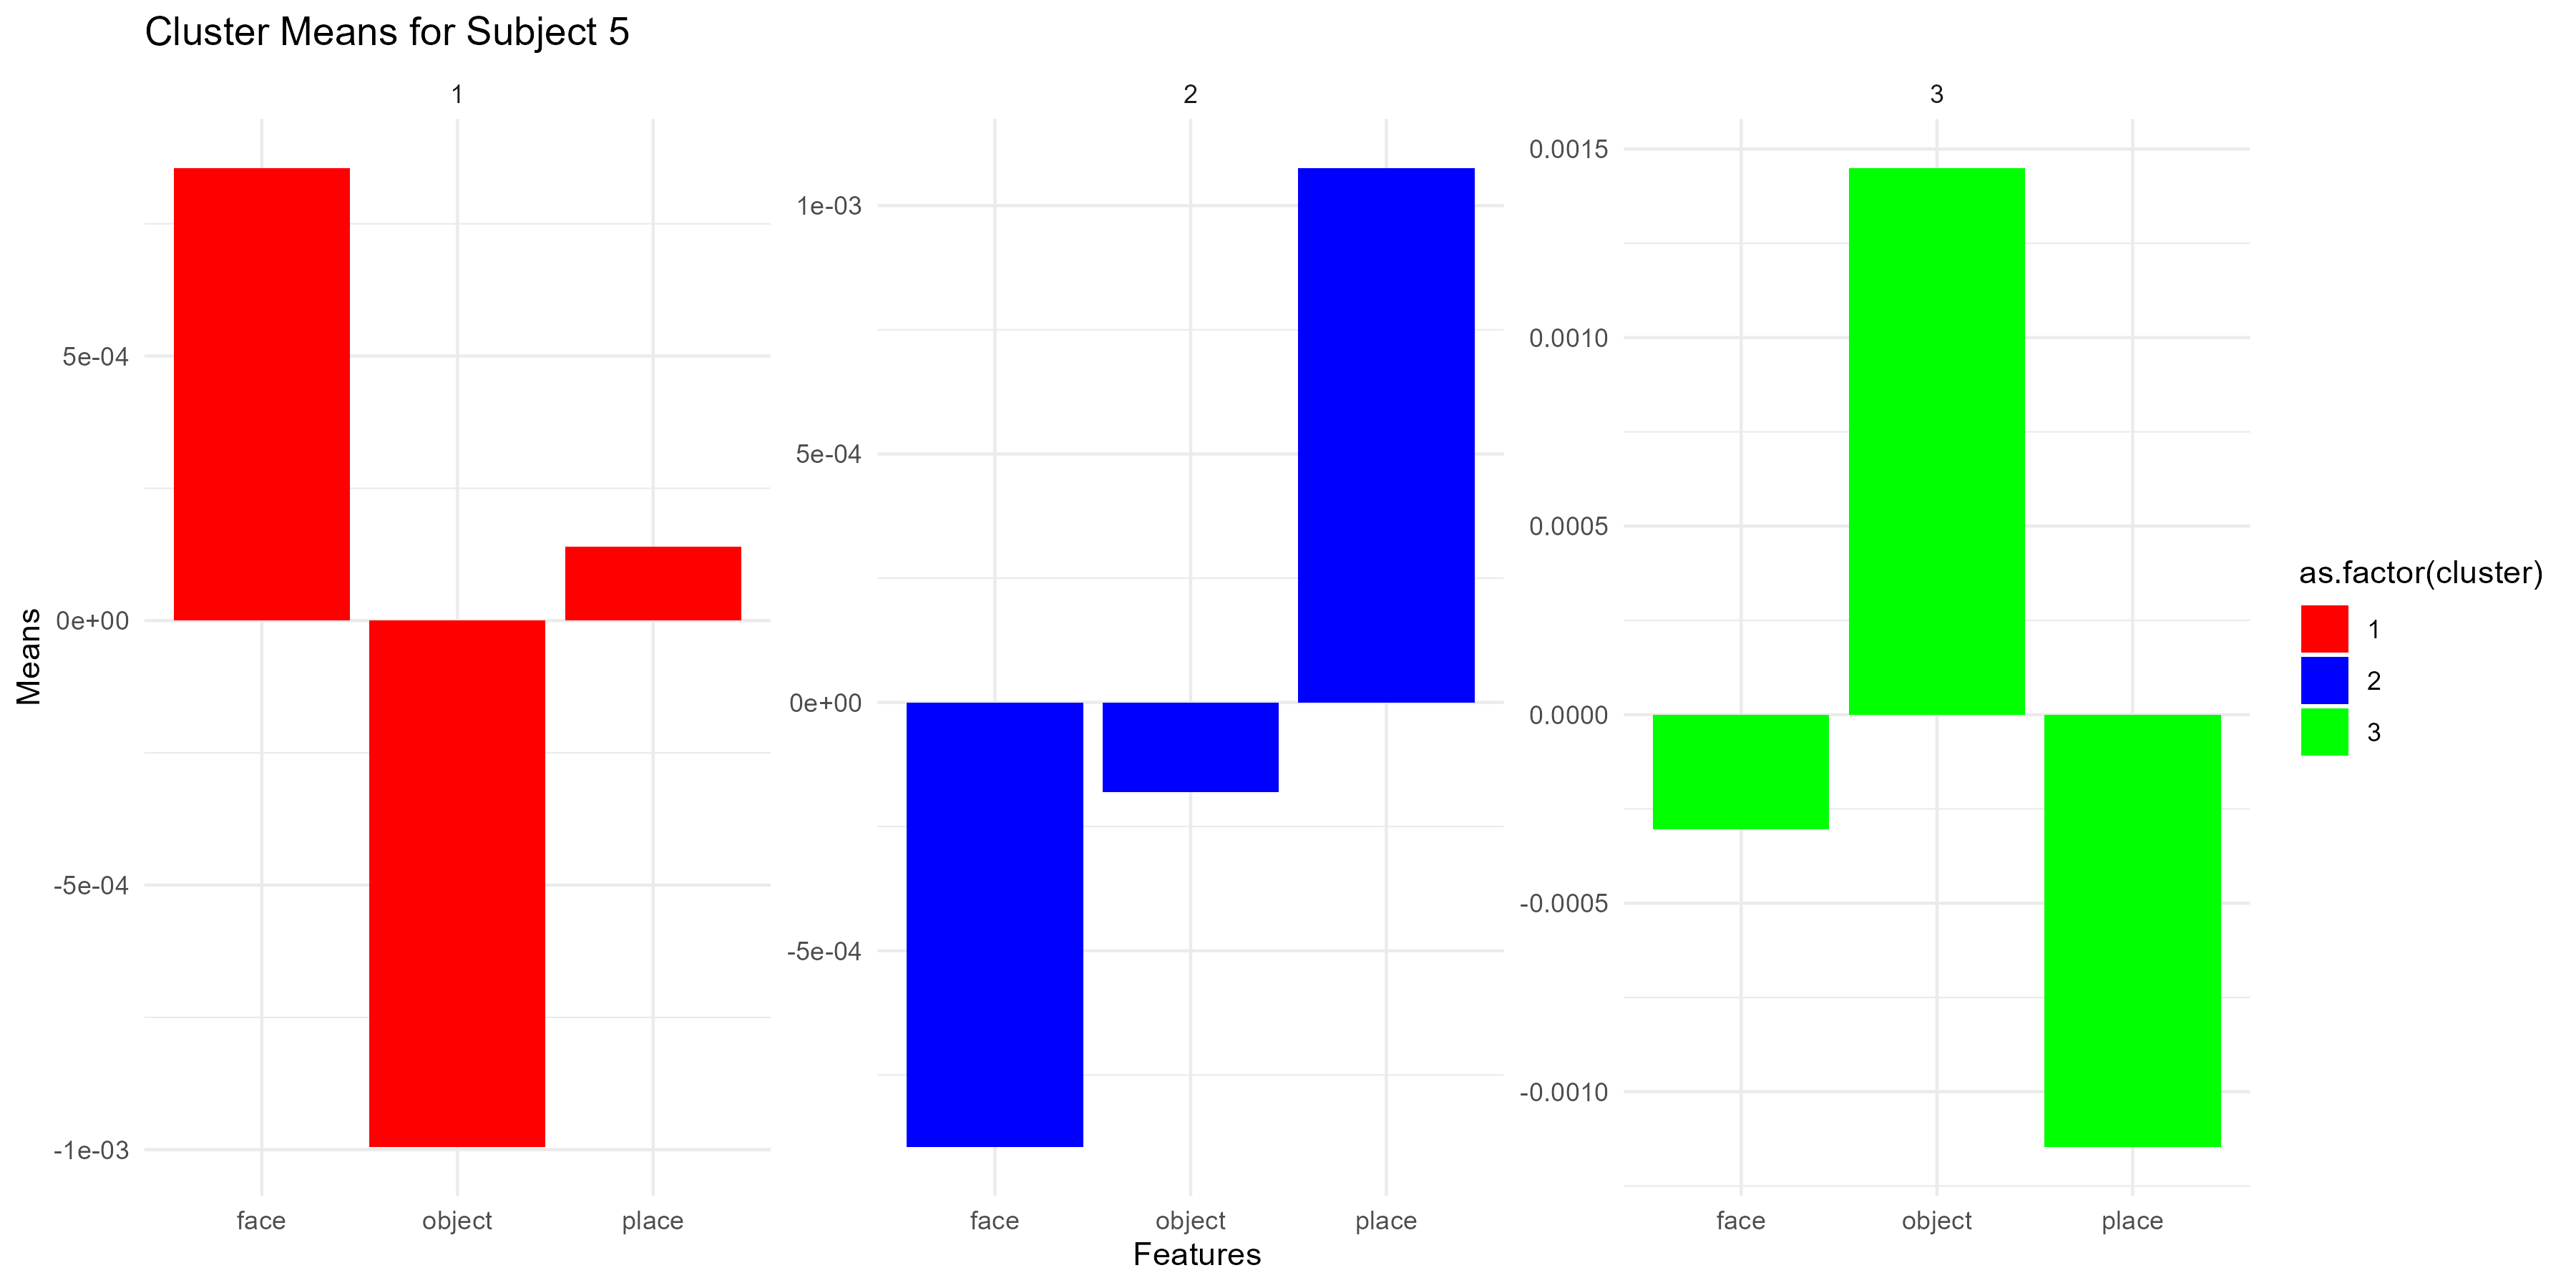 Cluster Means for Subject 5
1
2
3
Means
5e-04
0e+00
-5e-04
-1e-03
1e-03
5e-04
0e+00
-5e-04
0.0015
0.0010
0.0005
0.0000
-0.0005
-0.0010
face
object
place
face
object
place
face
object
place
Features
as.factor(cluster)
1
2
3